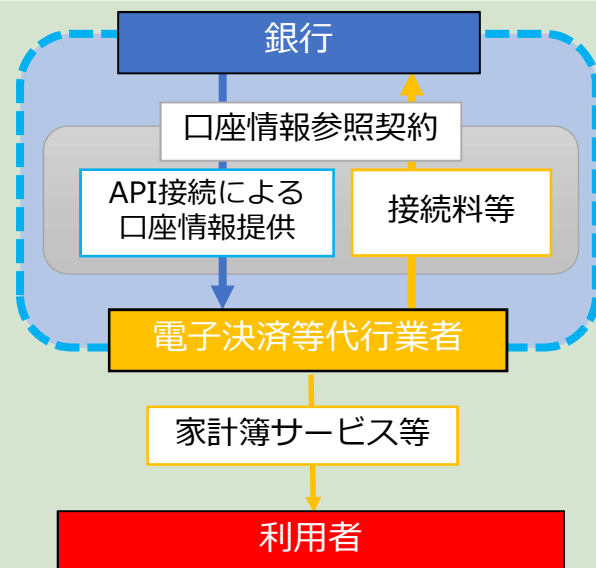 銀行
口座情報参照契約
API接続による
口座情報提供
接続料等
電子決済等代行業者
家計簿サービス等
利用者